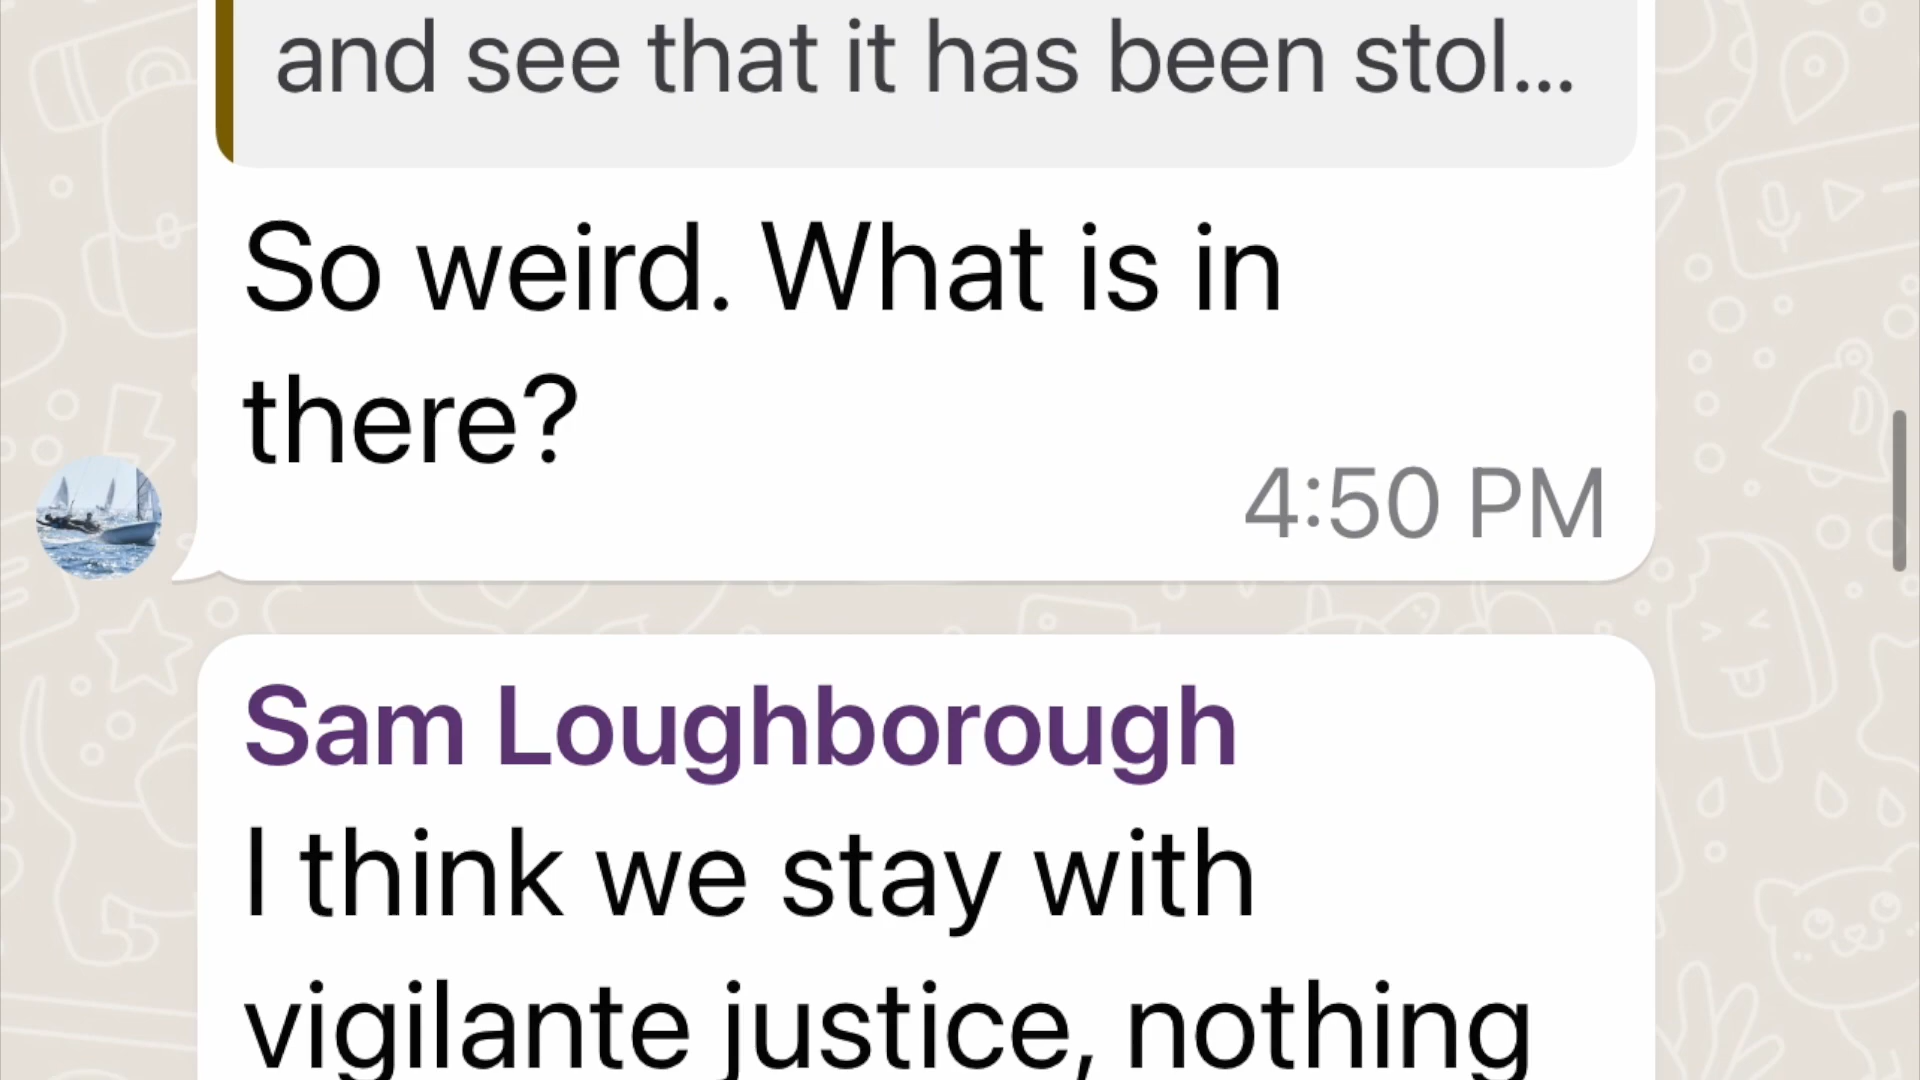 and see that it has been stol...
So weird. What is in
there?
4:50 PM
Sam Loughborough
I think we stay with
vigilante justice, nothing